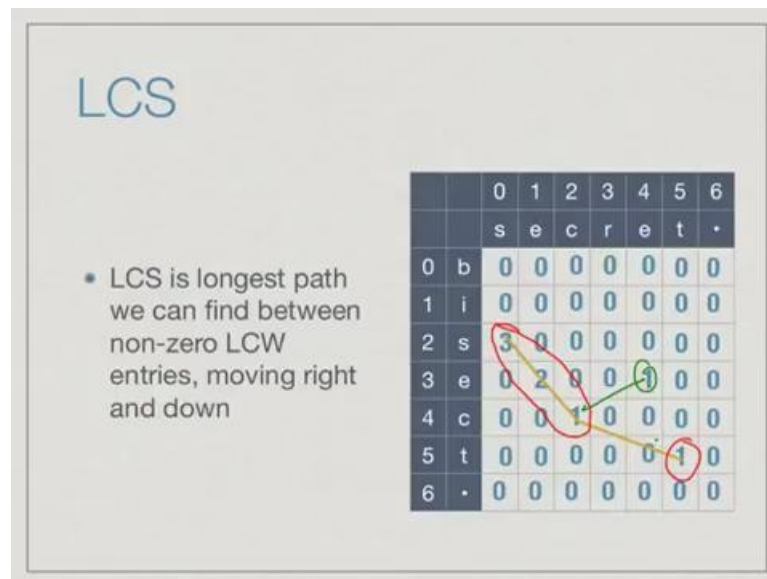 LCS
• LCS is longest path
we can find between
non-zero LCW
entries, moving right
and down
0 1 2 3 4 5 6
s e c r e t •
0 b 0 0 0 0 0 0 0
1 i 0 0 0 0 0 0 0
2 s 3 0 0 0 0 0 0
3 e 0 2 0 0 1 0 0
4 c 0 0 1 0 0 0 0
5 t 0 0 0 0 0 1 0
6 • 0 0 0 0 0 0 0